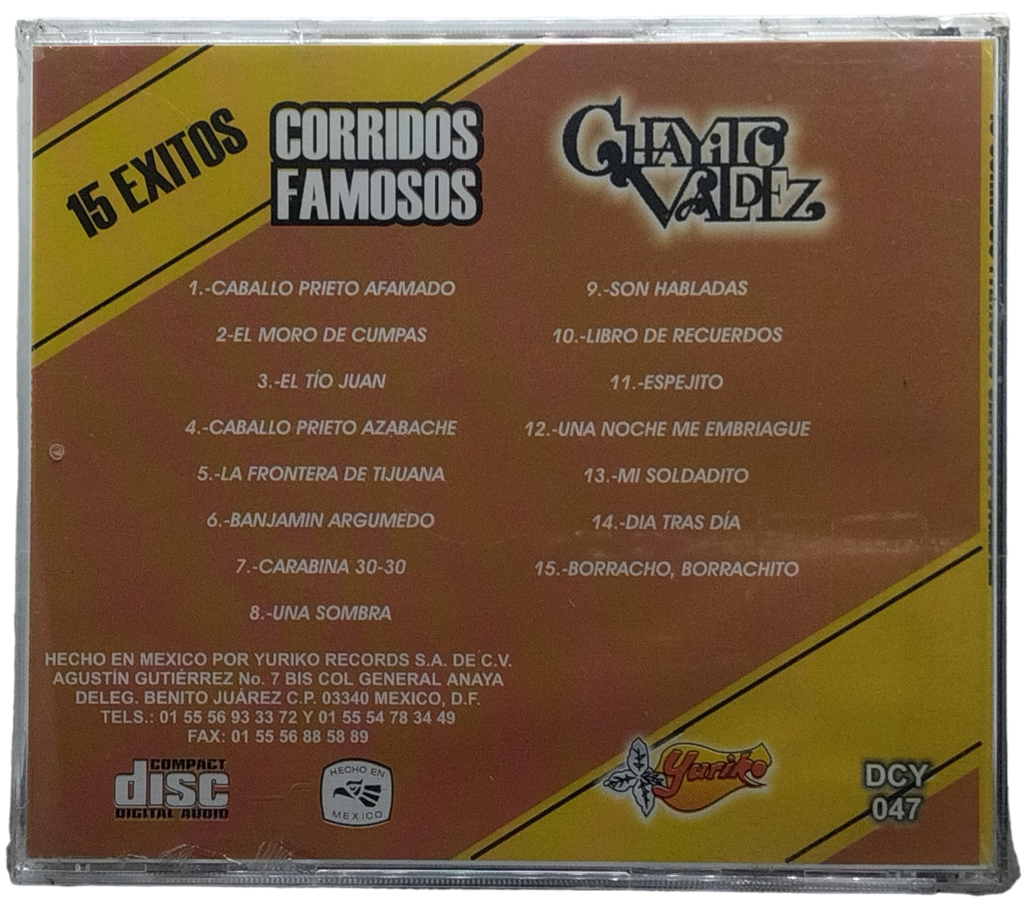 15 EXITOS
CORRIDOS
FAMOSOS
CHAYITO
VALDEZ
1.-CABALLO PRIETO AFAMADO
2-EL MORO DE CUMPAS
3.-EL TÍO JUAN
4.-CABALLO PRIETO AZABACHE
5.-LA FRONTERA DE TIJUANA
6.-BANJAMIN ARGUMEDO
7.-CARABINA 30-30
8.-UNA SOMBRA
9.-SON HABLADAS
10.-LIBRO DE RECUERDOS
11.-ESPEJITO
12.-UNA NOCHE ME EMBRIAGUE
13.-MI SOLDADITO
14.-DIA TRAS DÍA
15.-BORRACHO, BORRACHITO
HECHO EN MEXICO POR YURIKO RECORDS S.A. DE C.V.
AGUSTÍN GUTIÉRREZ No. 7 BIS COL GENERAL ANAYA
DELEG. BENITO JUÁREZ C.P. 03340 MEXICO, D.F.
TELS.: 01 55 56 93 33 72 Y 01 55 54 78 34 49
FAX: 01 55 56 88 58 89
COMPACT
disc
DIGITAL AUDIO
HECHO EN
MEXICO
Yuriko
DCY
047